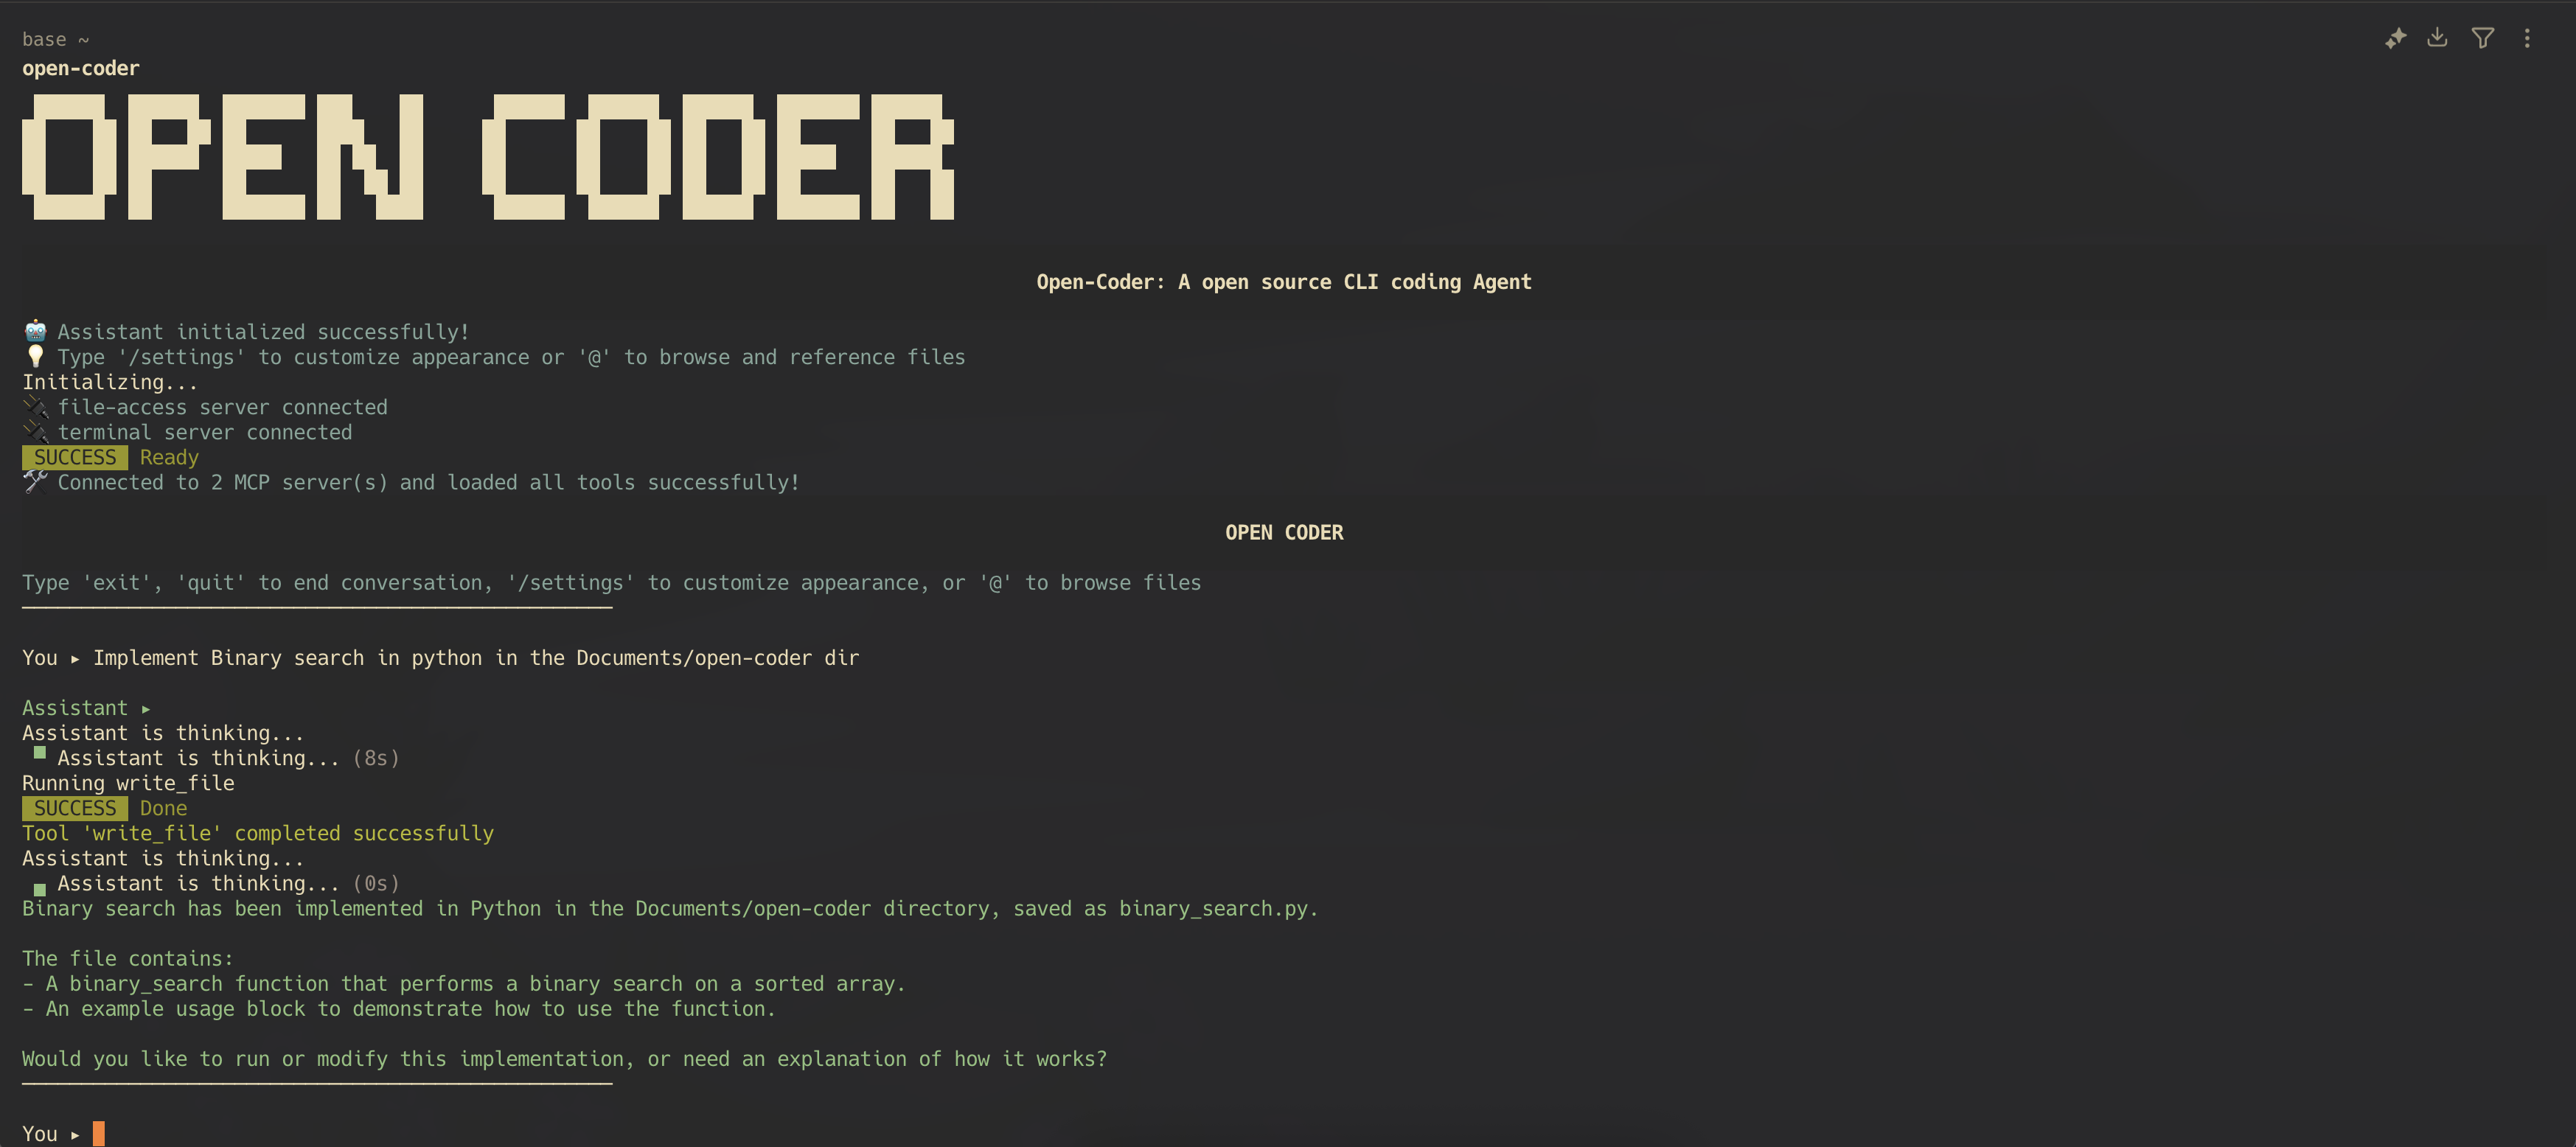 base ~
open-coder
OPEN CODER
Open-Coder: A open source CLI coding Agent
Assistant initialized successfully!
Type '/settings' to customize appearance or '@' to browse and reference files
Initializing...
file-access server connected
terminal server connected
SUCCESS Ready
Connected to 2 MCP server(s) and loaded all tools successfully!
OPEN CODER
Type 'exit', 'quit' to end conversation, '/settings' to customize appearance, or '@' to browse files
You ▸ Implement Binary search in python in the Documents/open-coder dir
Assistant ▸
Assistant is thinking...
Assistant is thinking... (8s)
Running write_file
SUCCESS Done
Tool 'write_file' completed successfully
Assistant is thinking...
Assistant is thinking... (0s)
Binary search has been implemented in Python in the Documents/open-coder directory, saved as binary_search.py.
The file contains:
- A binary_search function that performs a binary search on a sorted array.
- An example usage block to demonstrate how to use the function.
Would you like to run or modify this implementation, or need an explanation of how it works?
You ▸